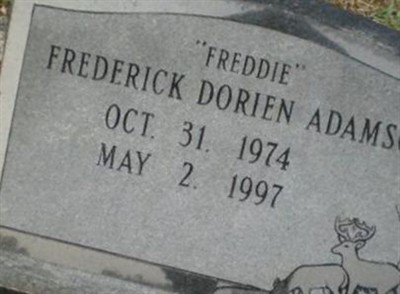 "FREDDIE"
FREDERICK DORIEN ADAMS
OCT. 31. 1974
MAY 2. 1997